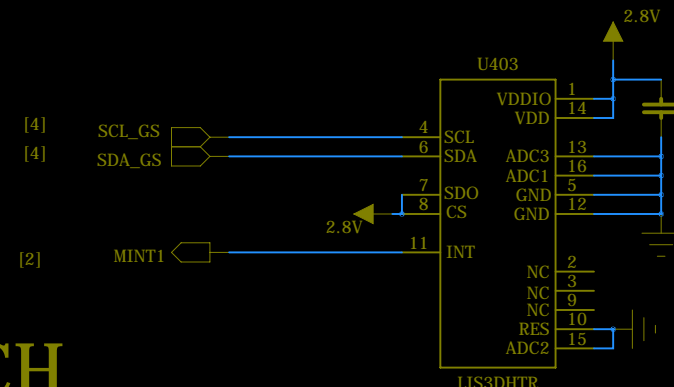 2.8V
U403
1 VDDIO
14 VDD
[4] SCL_GS 4 SCL
[4] SDA_GS 6 SDA
13 ADC3
16 ADC1
7 SDO
5 GND
8 CS
12 GND
2.8V
[2] MINT1 11 INT
2 NC
3 NC
9 NC
10 RES
15 ADC2
CH
LIS3DHTR